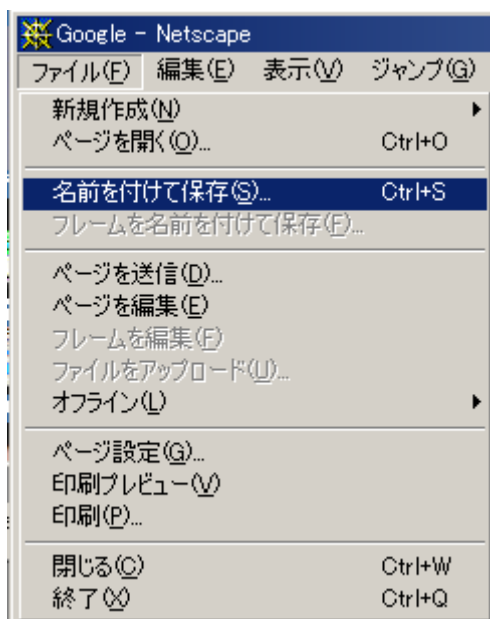 Google - Netscape
ファイル(F) 編集(E) 表示(V) ジャンプ(G)
新規作成(N)
ページを開く(O)... Ctrl+O
名前を付けて保存(S)... Ctrl+S
フレームを名前を付けて保存(F)...
ページを送信(D)...
ページを編集(E)
フレームを編集(F)
ファイルをアップロード(U)...
オフライン(L)
ページ設定(G)...
印刷プレビュー(V)
印刷(P)...
閉じる(C) Ctrl+W
終了(X) Ctrl+Q